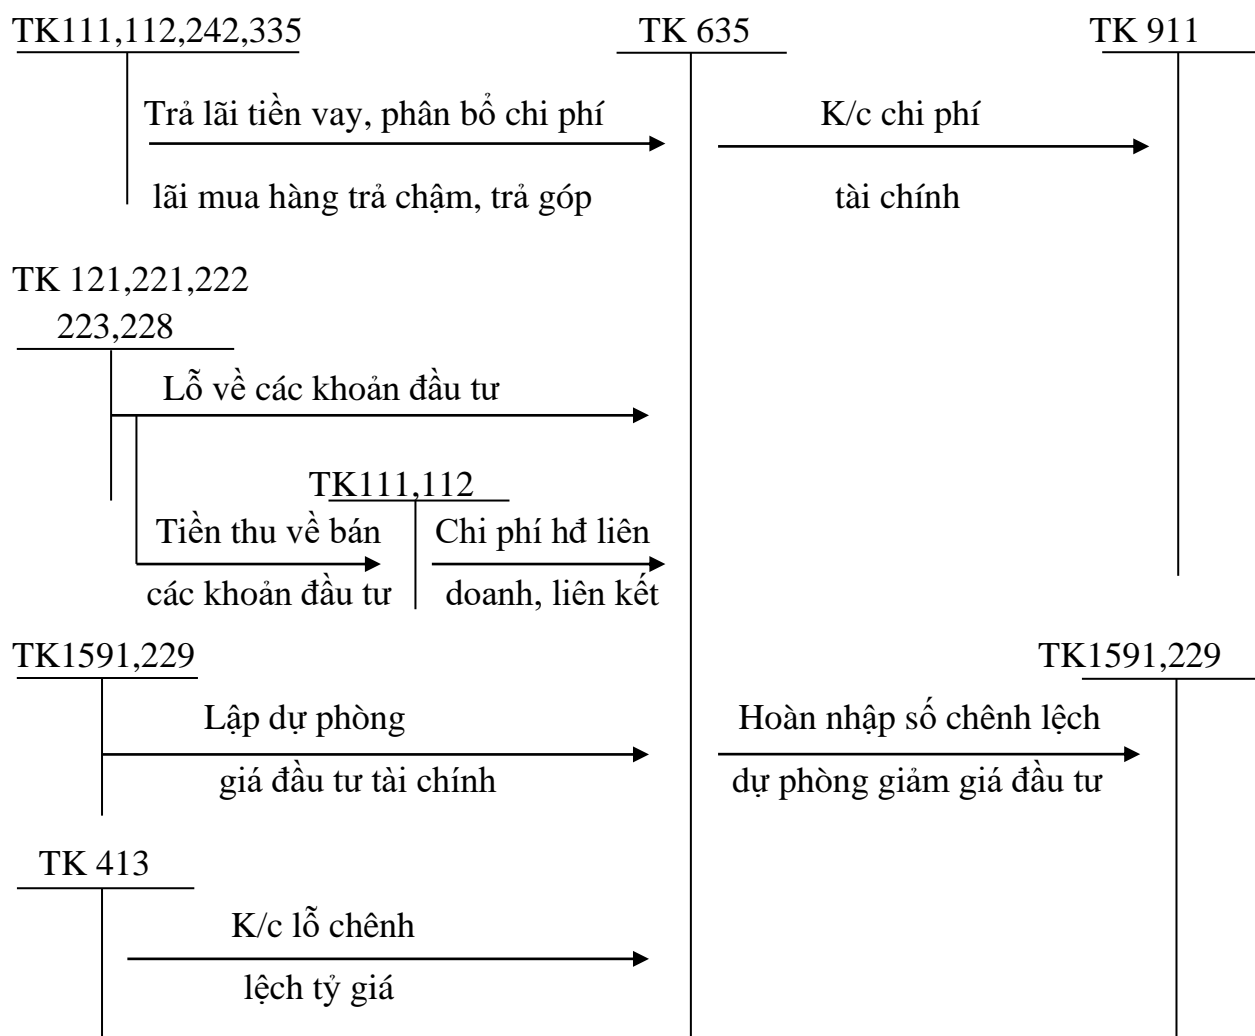 TK111,112,242,335
TK 635
TK 911
Trả lãi tiền vay, phân bổ chi phí
K/c chi phí
lãi mua hàng trả chậm, trả góp
tài chính
TK 121,221,222
223,228
Lỗ về các khoản đầu tư
TK111,112
Tiền thu về bán
Chi phí hđ liên
các khoản đầu tư
doanh, liên kết
TK1591,229
TK1591,229
Lập dự phòng
Hoàn nhập số chênh lệch
giá đầu tư tài chính
dự phòng giảm giá đầu tư
TK 413
K/c lỗ chênh
lệch tỷ giá